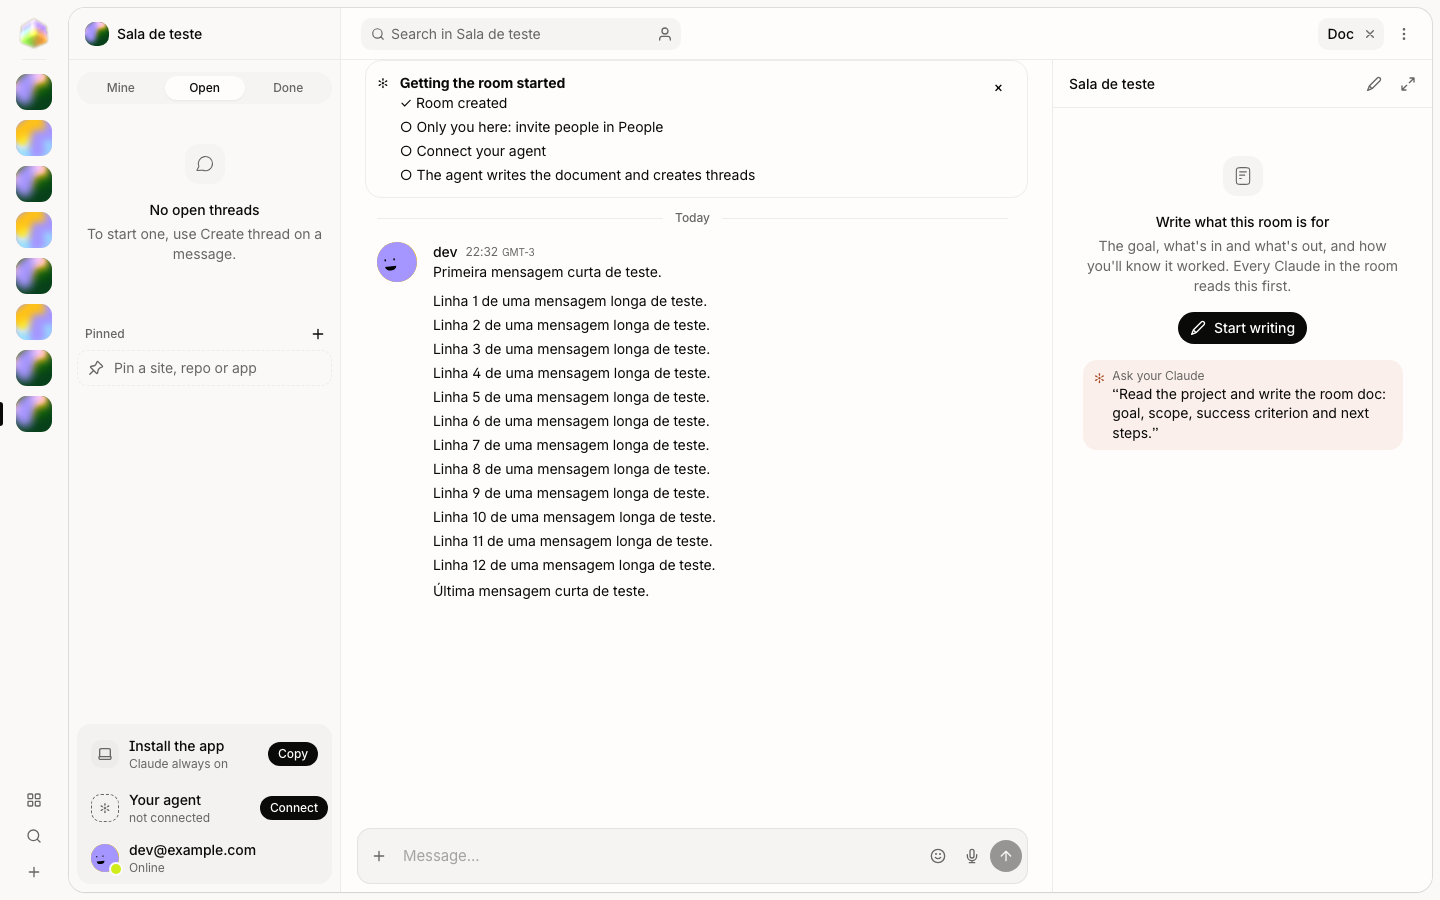 Sala de teste
Search in Sala de teste
Doc
Mine
Open
Done
No open threads
To start one, use Create thread on a
message.
Pinned
Pin a site, repo or app
Install the app
Claude always on
Copy
Your agent
not connected
Connect
dev@example.com
Online
Getting the room started
Room created
Only you here: invite people in People
Connect your agent
The agent writes the document and creates threads
Today
dev 22:32 GMT-3
Primeira mensagem curta de teste.
Linha 1 de uma mensagem longa de teste.
Linha 2 de uma mensagem longa de teste.
Linha 3 de uma mensagem longa de teste.
Linha 4 de uma mensagem longa de teste.
Linha 5 de uma mensagem longa de teste.
Linha 6 de uma mensagem longa de teste.
Linha 7 de uma mensagem longa de teste.
Linha 8 de uma mensagem longa de teste.
Linha 9 de uma mensagem longa de teste.
Linha 10 de uma mensagem longa de teste.
Linha 11 de uma mensagem longa de teste.
Linha 12 de uma mensagem longa de teste.
Última mensagem curta de teste.
Message...
Sala de teste
Write what this room is for
The goal, what's in and what's out, and how
you'll know it worked. Every Claude in the room
reads this first.
Start writing
Ask your Claude
“Read the project and write the room doc:
goal, scope, success criterion and next
steps.”